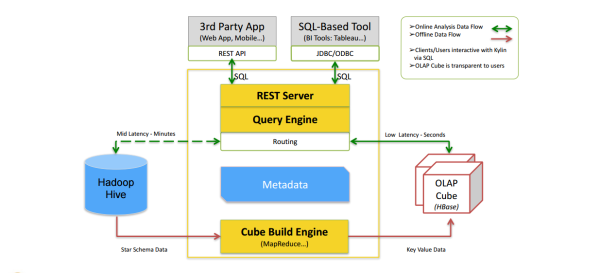 3rd Party App
(Web App, Mobile...)
REST API
SQL-Based Tool
(BI Tools: Tableau...)
JDBC/ODBC
➢Online Analysis Data Flow
➢Offline Data Flow
➢Clients/Users interactive with Kylin
via SQL
➢OLAP Cube is transparent to users
SQL
SQL
REST Server
Query Engine
Routing
Mid Latency - Minutes
Low Latency - Seconds
Hadoop
Hive
Metadata
OLAP
Cube
(HBase)
Cube Build Engine
(MapReduce...)
Star Schema Data
Key Value Data